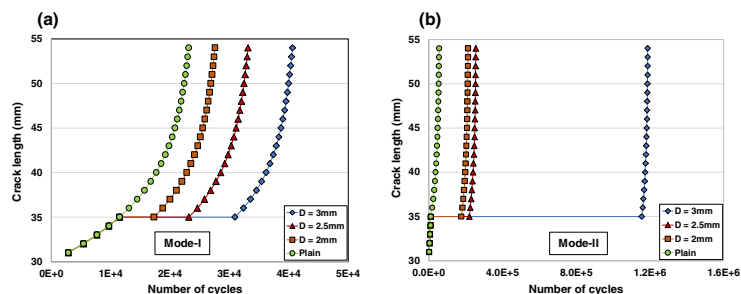 (a)
55
50
45
40
35
30
Crack length (mm)
0E+0
1E+4
2E+4
3E+4
4E+4
5E+4
Number of cycles
Mode-I
D = 3mm
D = 2.5mm
D = 2mm
Plain
(b)
55
50
45
40
35
30
Crack length (mm)
0.0E+0
4.0E+5
8.0E+5
1.2E+6
1.6E+6
Number of cycles
Mode-II
D = 3mm
D = 2.5mm
D = 2mm
Plain